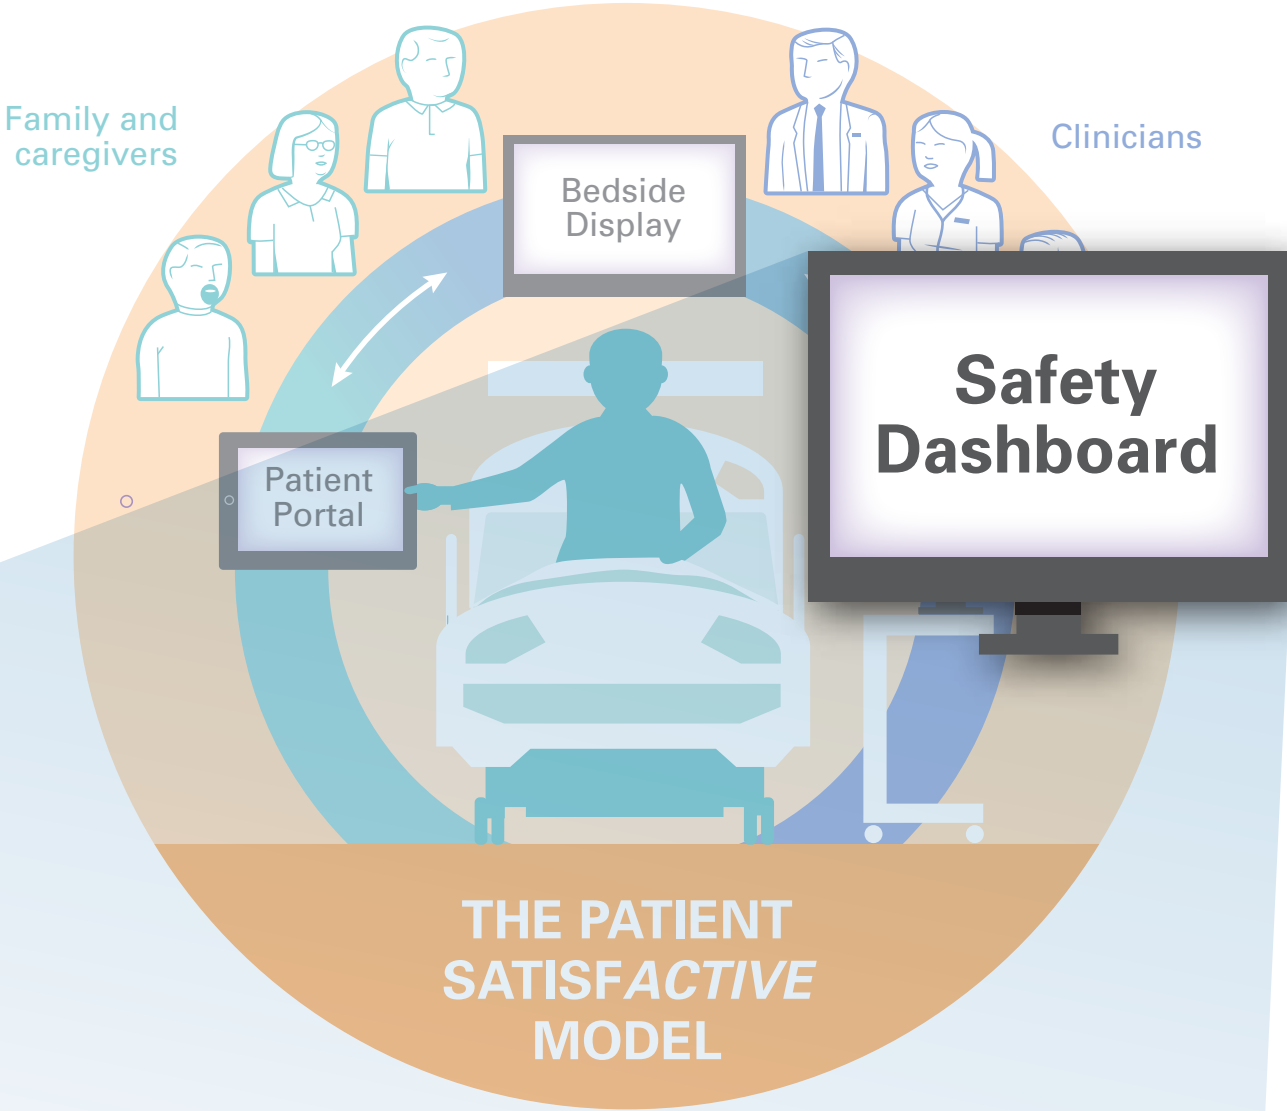 Family and
caregivers
Clinicians
Bedside
Display
Safety
Dashboard
Patient
Portal
THE PATIENT
SATISFACTIVE
MODEL